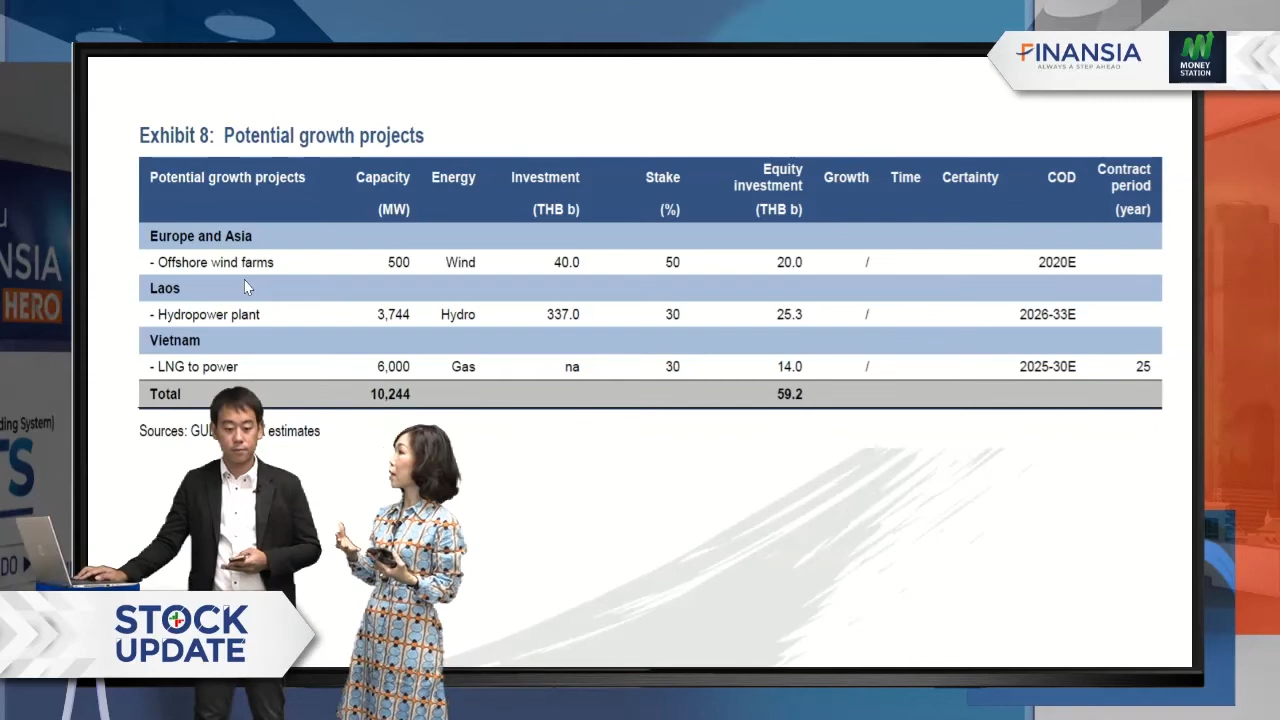 FINANSIA
ALWAYS A STEP AHEAD
MONEY
STATION
Exhibit 8: Potential growth projects
Potential growth projects Capacity Energy Investment Stake Equity investment Growth Time Certainty COD Contract period
(MW) (THB b) (%) (THB b) (year)
Europe and Asia
- Offshore wind farms 500 Wind 40.0 50 20.0 / 2020E
Laos
- Hydropower plant 3,744 Hydro 337.0 30 25.3 / 2026-33E
Vietnam
- LNG to power 6,000 Gas na 30 14.0 / 2025-30E 25
Total 10,244 59.2
Sources: estimates
HERO
STOCK
UPDATE